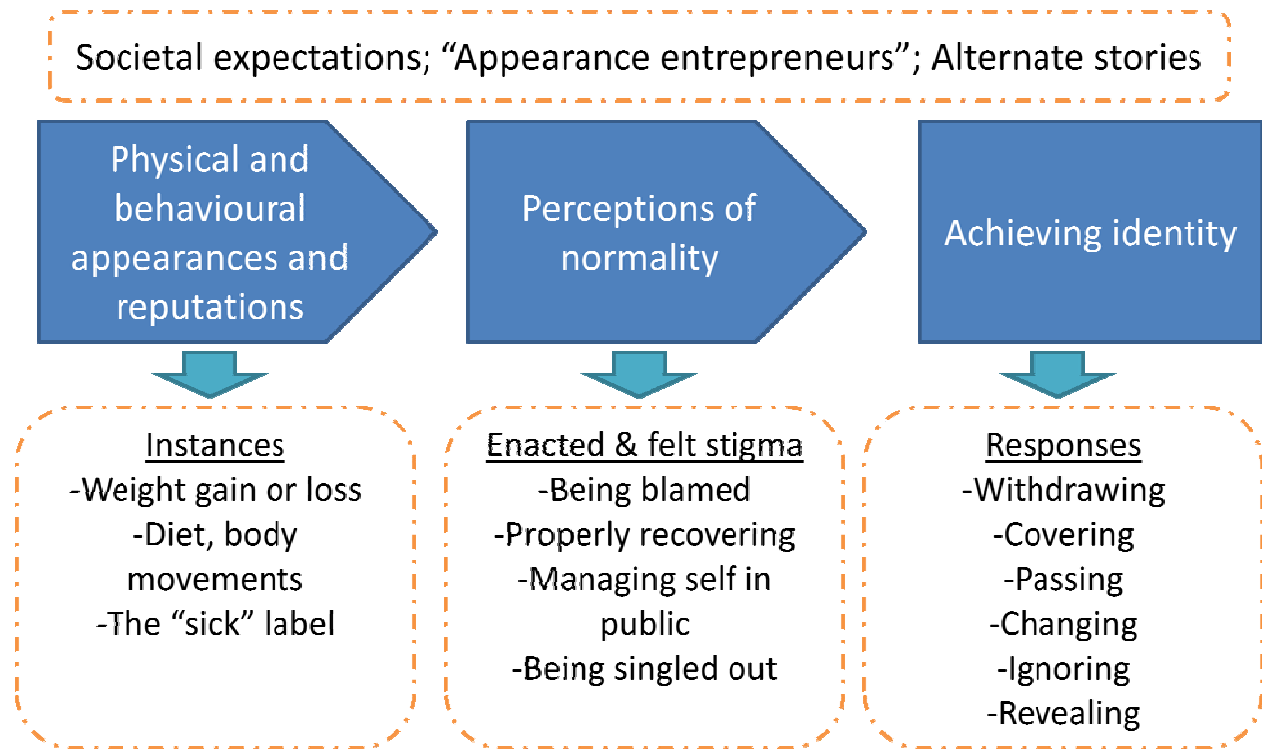 Societal expectations; “Appearance entrepreneurs”; Alternate stories
Physical and
behavioural
appearances and
reputations
Perceptions of
normality
Achieving identity
Instances
-Weight gain or loss
-Diet, body
movements
-The “sick” label
Enacted & felt stigma
-Being blamed
-Properly recovering
-Managing self in
public
-Being singled out
Responses
-Withdrawing
-Covering
-Passing
-Changing
-Ignoring
-Revealing